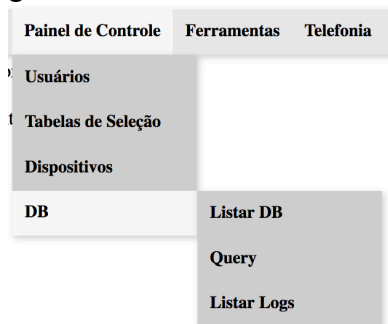 Painel de Controle Ferramentas Telefonia
Usuários
Tabelas de Seleção
Dispositivos
DB Listar DB
Query
Listar Logs